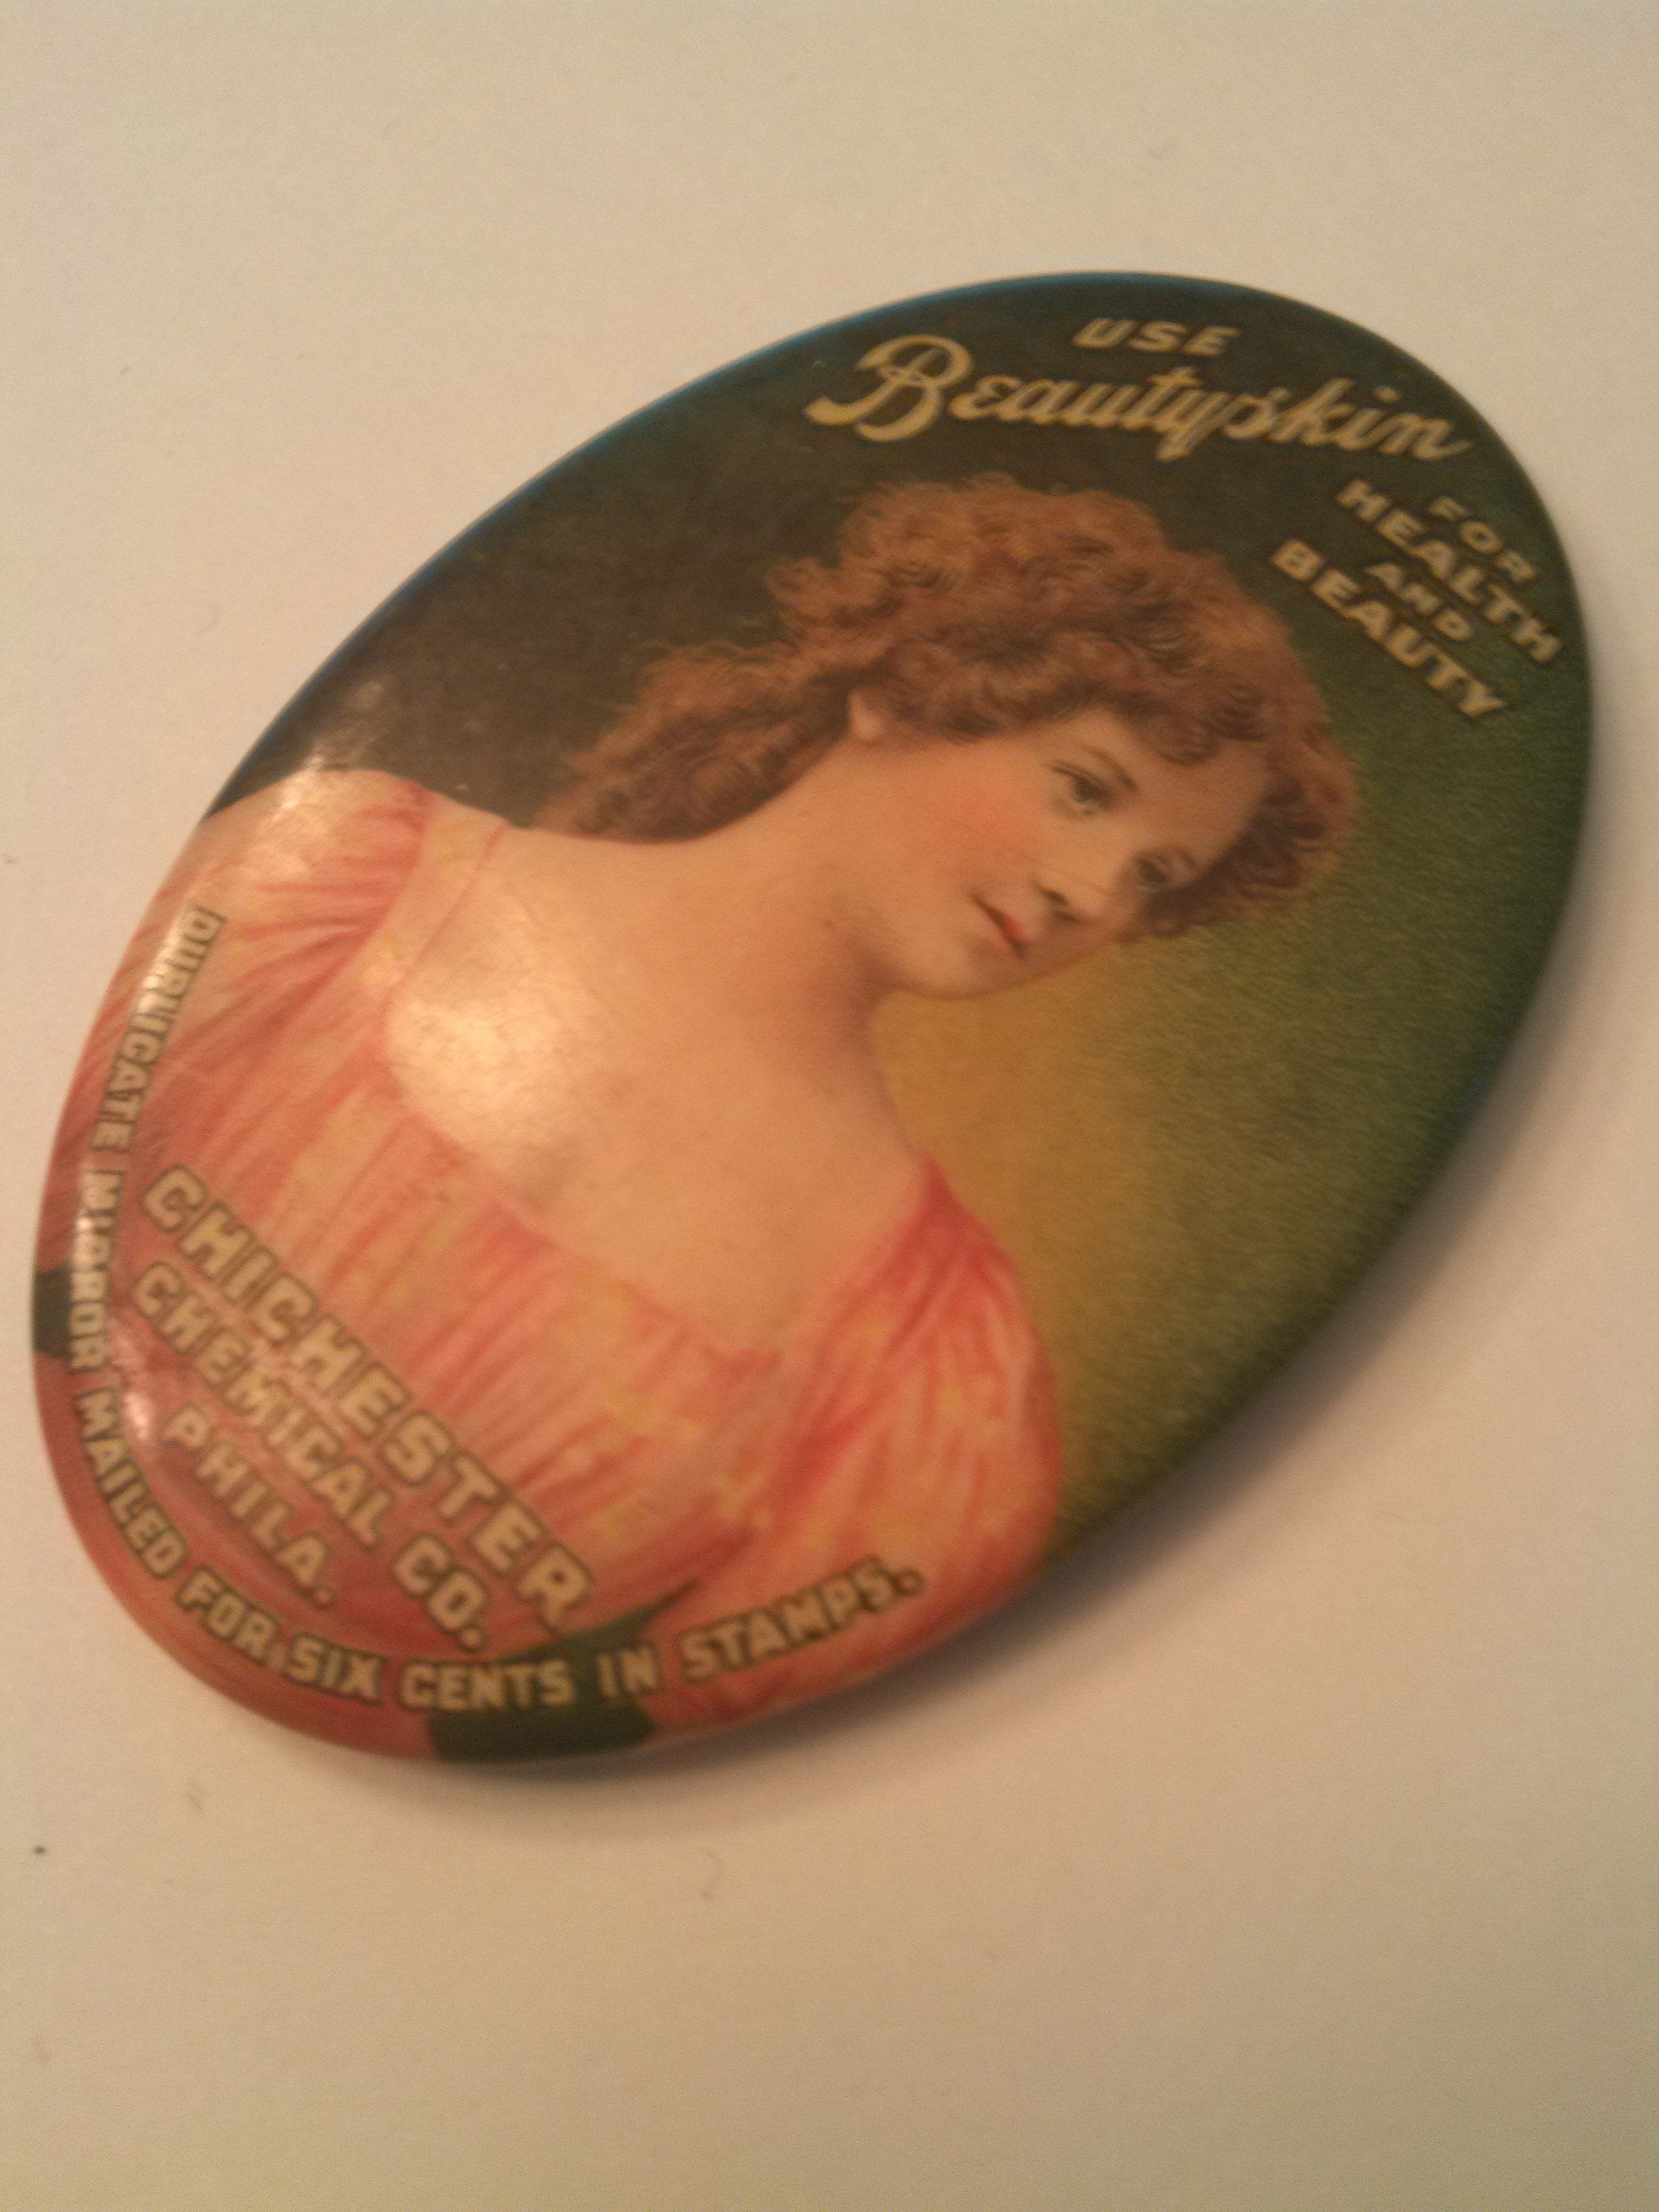 USE
Beautyskin
FOR
HEALTH
AND
BEAUTY
CHICHESTER
CHEMICAL CO.
PHILA.
DUPLICATE MIRROR MAILED FOR SIX CENTS IN STAMPS.